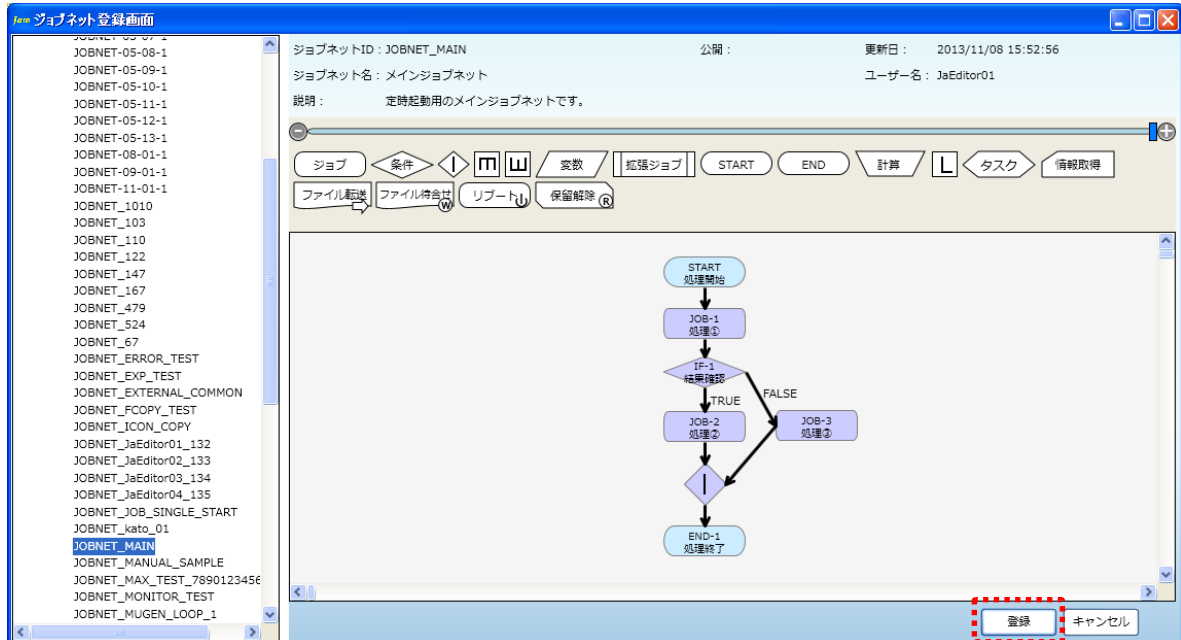 Jam ジョブネット登録画面
JOBNET-05-08-1
JOBNET-05-09-1
JOBNET-05-10-1
JOBNET-05-11-1
JOBNET-05-12-1
JOBNET-05-13-1
JOBNET-08-01-1
JOBNET-09-01-1
JOBNET-11-01-1
JOBNET_1010
JOBNET_103
JOBNET_110
JOBNET_122
JOBNET_147
JOBNET_167
JOBNET_479
JOBNET_524
JOBNET_67
JOBNET_ERROR_TEST
JOBNET_EXP_TEST
JOBNET_EXTERNAL_COMMON
JOBNET_FCOPY_TEST
JOBNET_ICON_COPY
JOBNET_JaEditor01_132
JOBNET_JaEditor02_133
JOBNET_JaEditor03_134
JOBNET_JaEditor04_135
JOBNET_JOB_SINGLE_START
JOBNET_kato_01
JOBNET_MAIN
JOBNET_MANUAL_SAMPLE
JOBNET_MAX_TEST_7890123456
JOBNET_MONITOR_TEST
JOBNET_MUGEN_LOOP_1
ジョブネットID : JOBNET_MAIN 公開 : 更新日 : 2013/11/08 15:52:56
ジョブネット名 : メインジョブネット ユーザー名 : JaEditor01
説明 : 定時起動用のメインジョブネットです。
ジョブ 条件 変数 拡張ジョブ START END 計算 L タスク 情報取得
ファイル転送 ファイル待合せ W リブート 保留解除 R
START
処理開始
JOB-1
処理①
IF-1
結果確認
TRUE FALSE
JOB-2
処理②
JOB-3
処理③
END-1
処理終了
登録 キャンセル